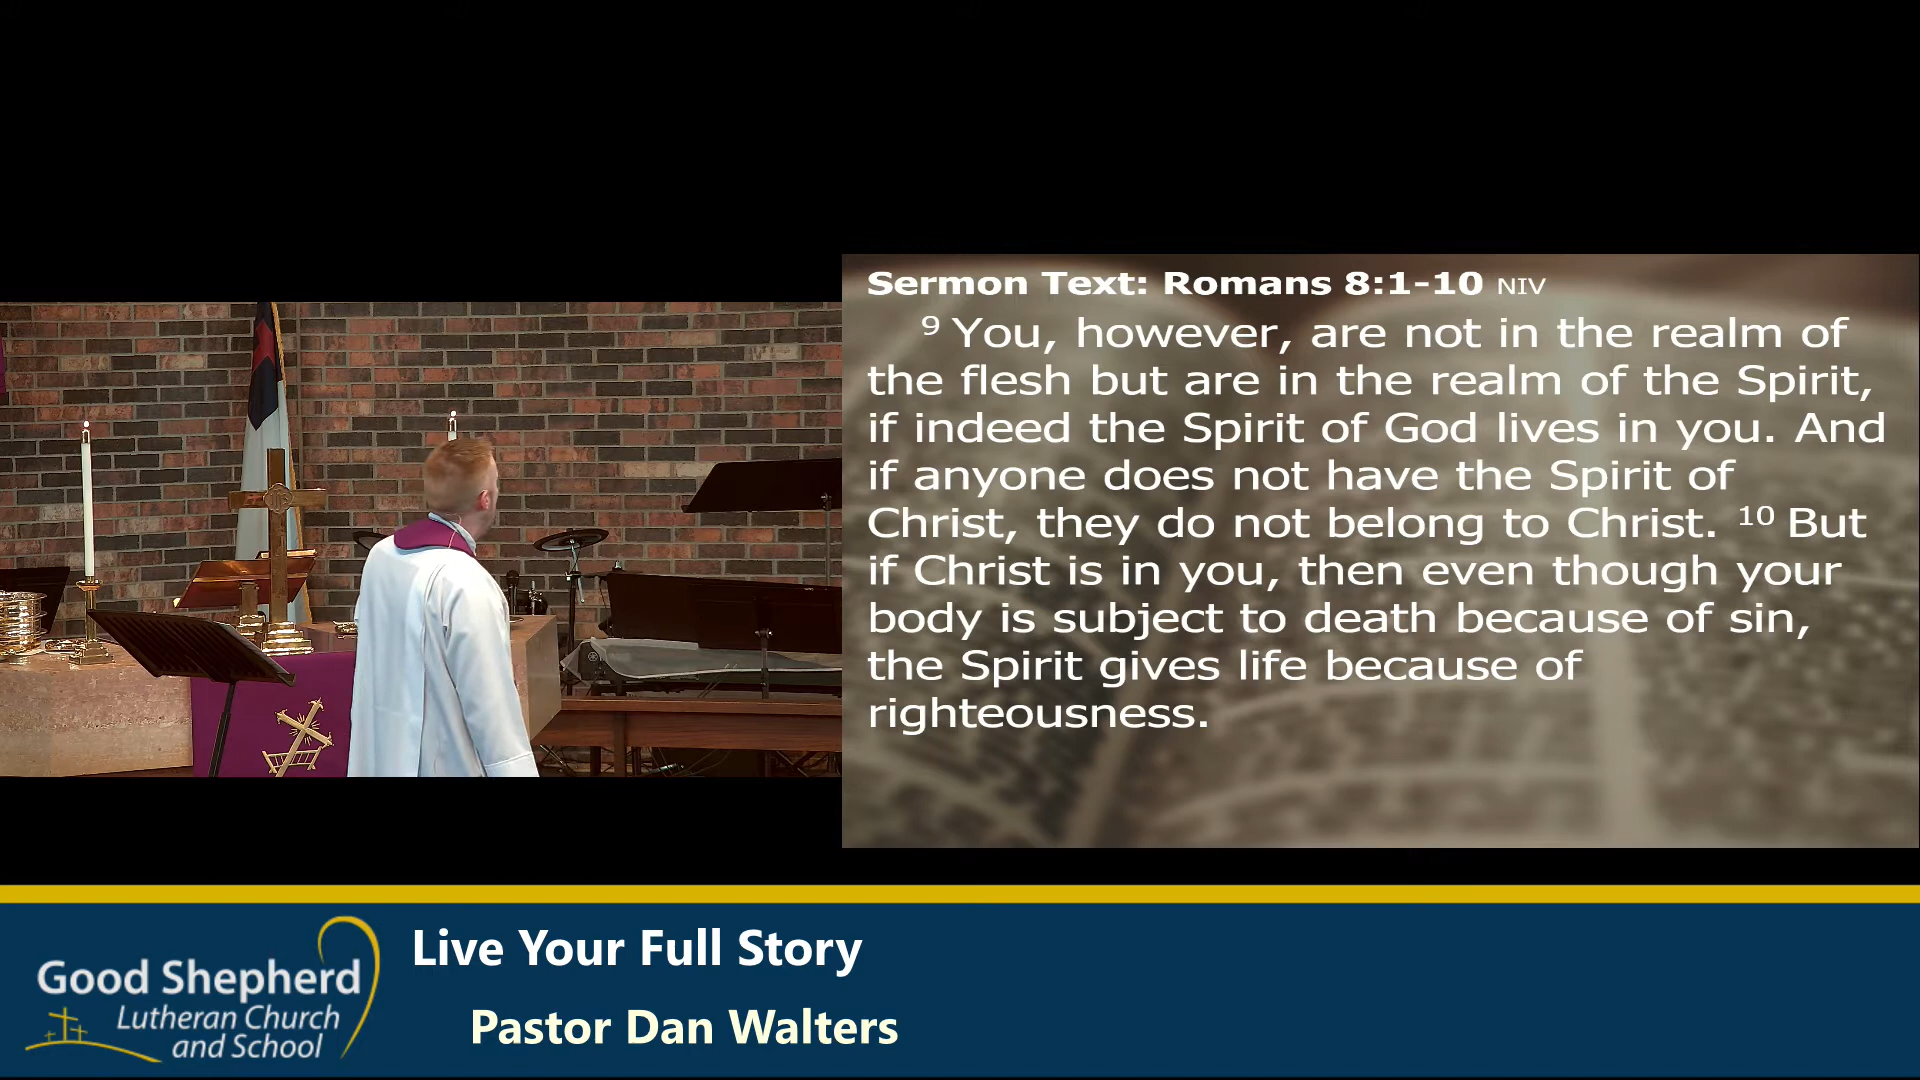 Sermon Text: Romans 8:1-10 NIV
9 You, however, are not in the realm of
the flesh but are in the realm of the Spirit,
if indeed the Spirit of God lives in you. And
if anyone does not have the Spirit of
Christ, they do not belong to Christ. 10 But
if Christ is in you, then even though your
body is subject to death because of sin,
the Spirit gives life because of
righteousness.
Good Shepherd
Lutheran Church
and School
Live Your Full Story
Pastor Dan Walters